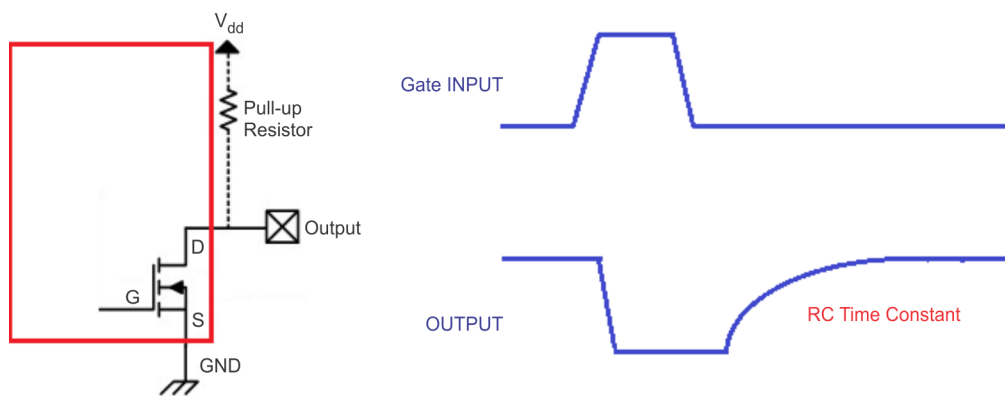 Vdd
Pull-up
Resistor
Output
D
G
S
GND
Gate INPUT
OUTPUT
RC Time Constant